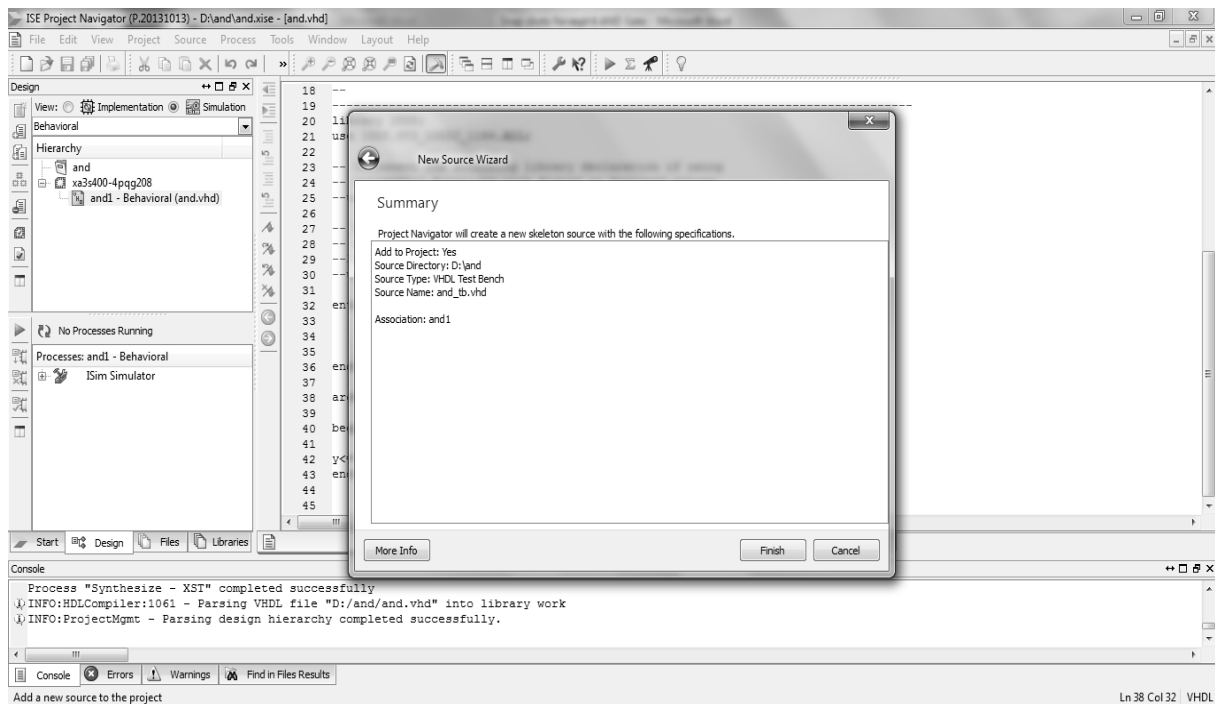 ISE Project Navigator (P.20131013) - D:\and\and.xise - [and.vhd]
File Edit View Project Source Process Tools Window Layout Help
Design
View: Implementation Simulation
Behavioral
Hierarchy
and
xa3s400-4pqg208
and1 - Behavioral (and.vhd)
No Processes Running
Processes: and1 - Behavioral
ISim Simulator
Start Design Files Libraries
18 --
19 ----------------------------------------------------------------------------------
20 li
21 us
22
23 --
24 --
25 --
26
27 --
28 --
29 --
30 --
31
32 en
33
34
35
36 en
37
38 ar
39
40 be
41
42 y<
43 en
44
45
New Source Wizard
Summary
Project Navigator will create a new skeleton source with the following specifications.
Add to Project: Yes
Source Directory: D:\and
Source Type: VHDL Test Bench
Source Name: and_tb.vhd
Association: and1
More Info Finish Cancel
Console
Process "Synthesize - XST" completed successfully
INFO:HDLCompiler:1061 - Parsing VHDL file "D:/and/and.vhd" into library work
INFO:ProjectMgmt - Parsing design hierarchy completed successfully.
Console Errors Warnings Find in Files Results
Add a new source to the project
Ln 38 Col 32 VHDL